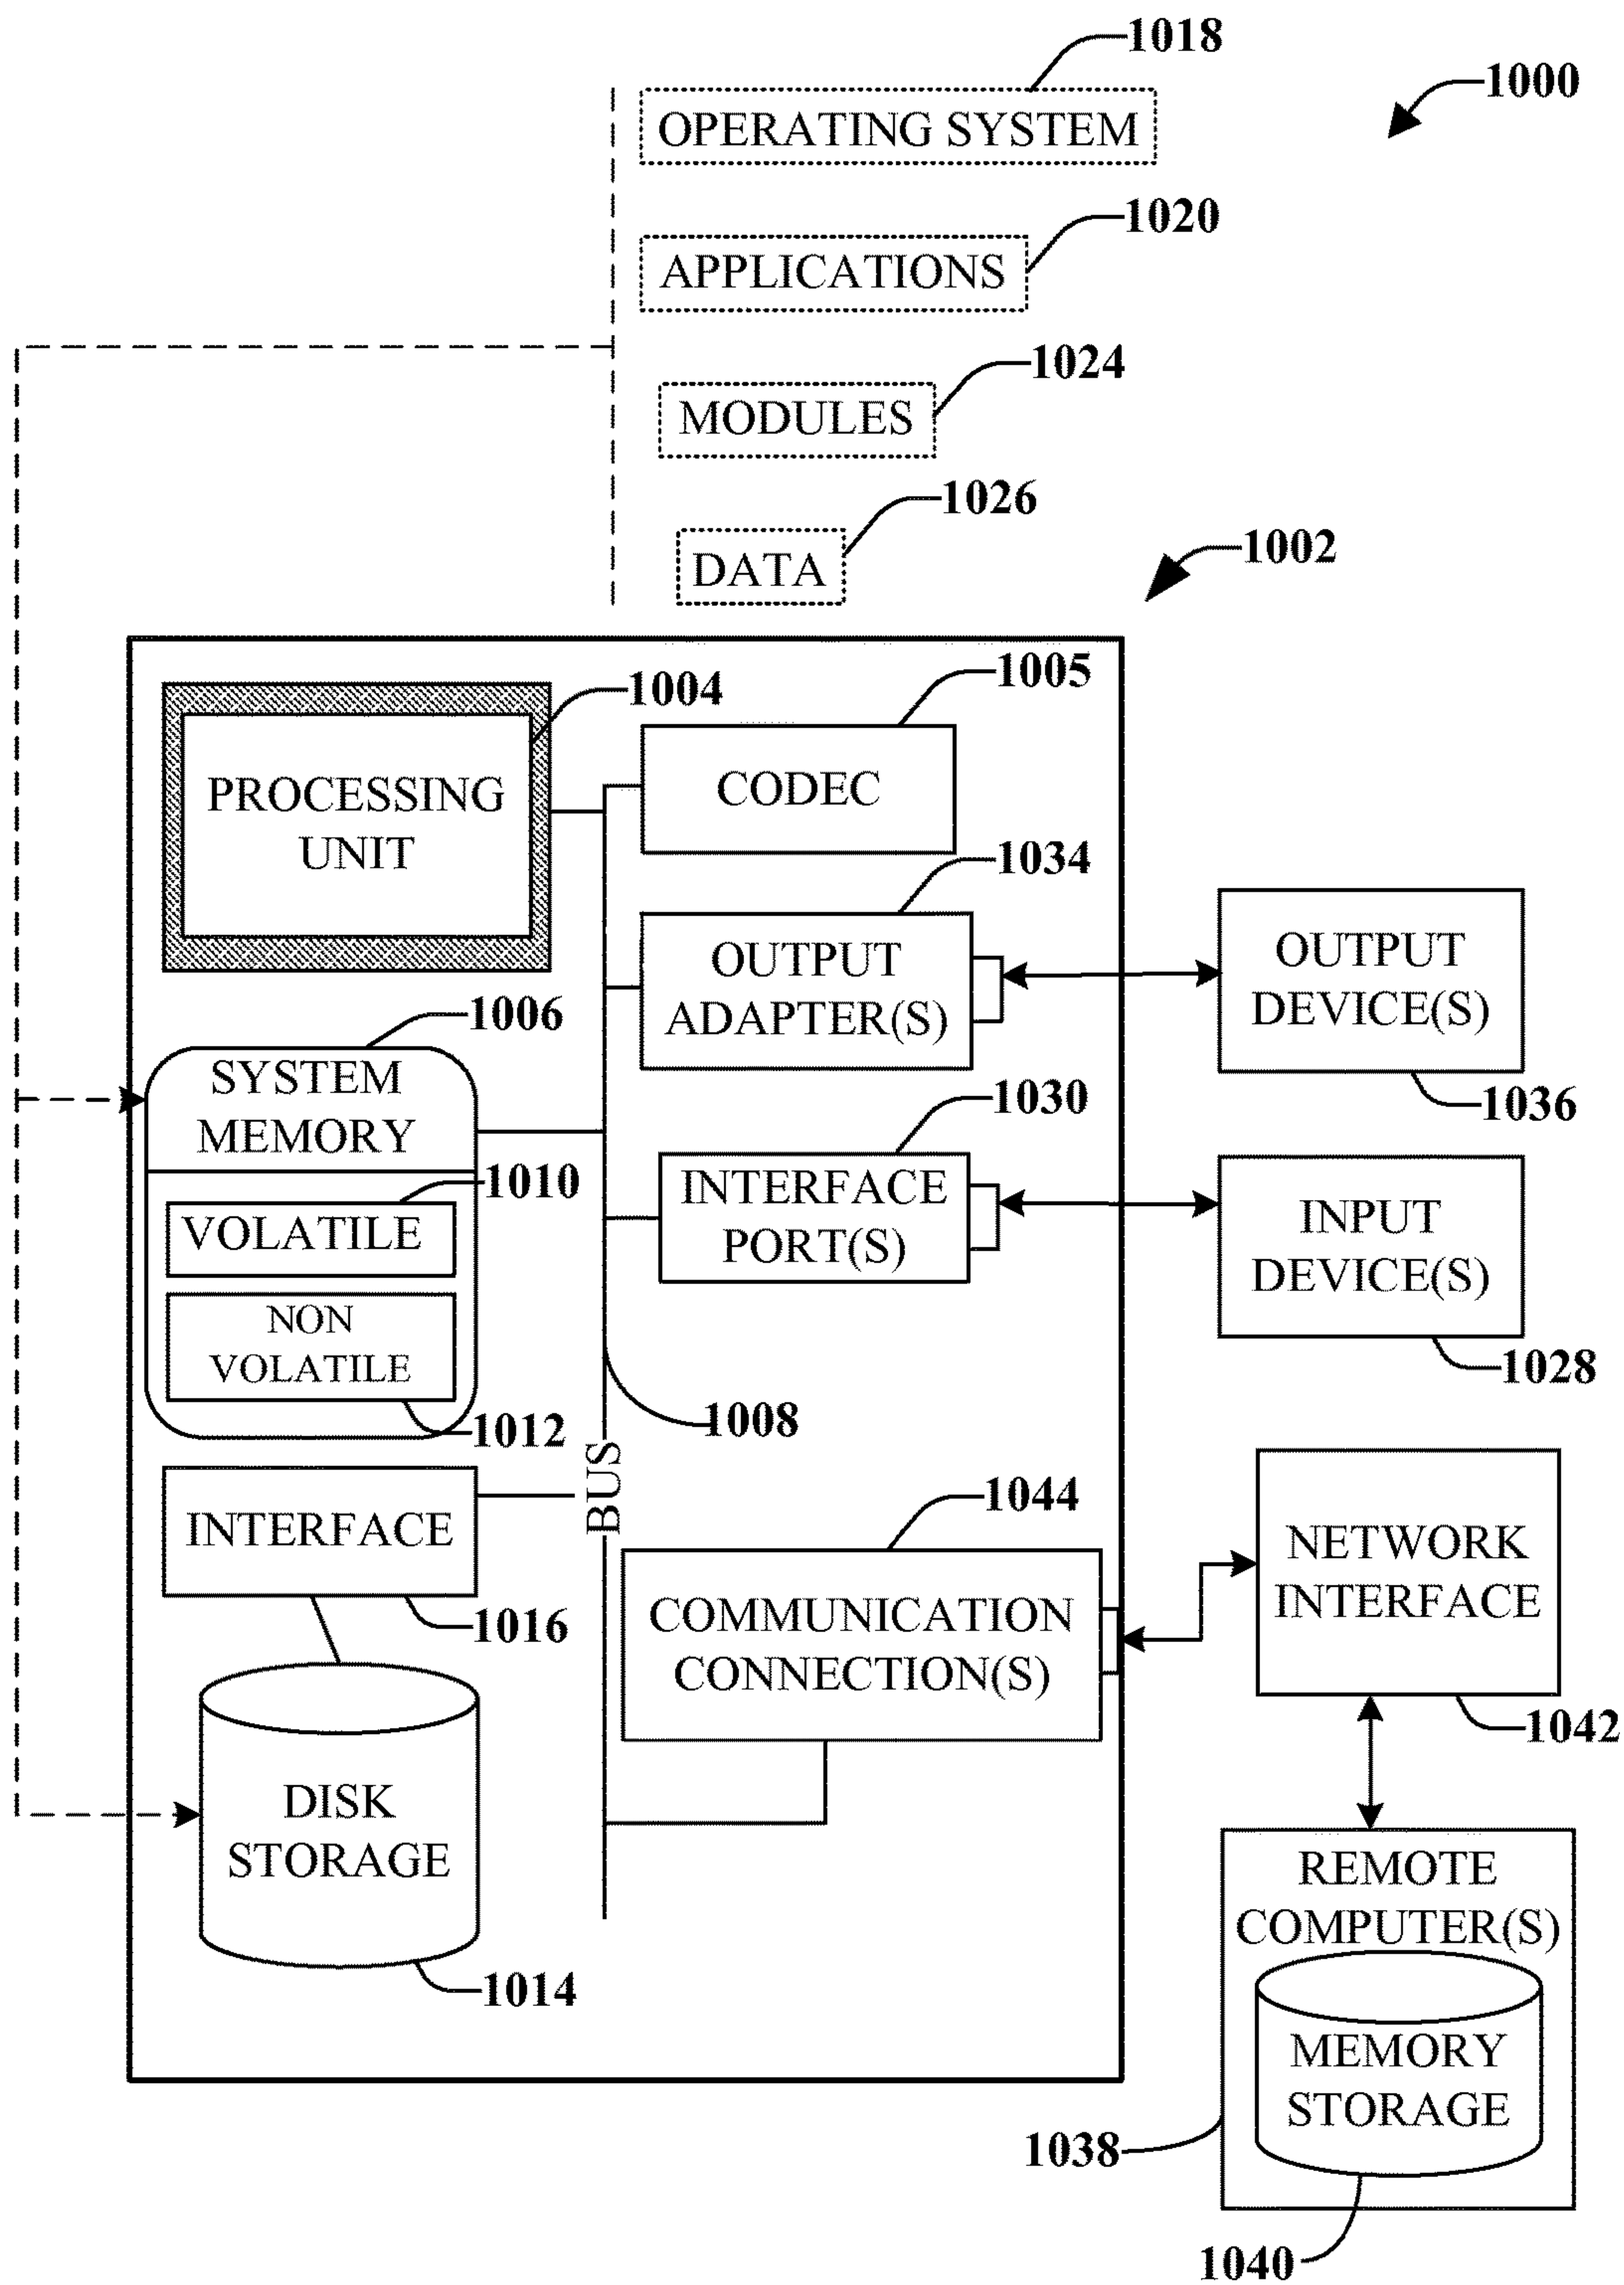 1018
1000
OPERATING SYSTEM
1020
APPLICATIONS
1024
MODULES
1026
DATA
1002
1004
PROCESSING
UNIT
1005
CODEC
1034
OUTPUT
ADAPTER(S)
OUTPUT
DEVICE(S)
1036
1006
SYSTEM
MEMORY
1010
VOLATILE
NON
VOLATILE
1012
1030
INTERFACE
PORT(S)
INPUT
DEVICE(S)
1028
1008
BUS
INTERFACE
1016
1044
COMMUNICATION
CONNECTION(S)
NETWORK
INTERFACE
1042
DISK
STORAGE
1014
REMOTE
COMPUTER(S)
MEMORY
STORAGE
1038
1040